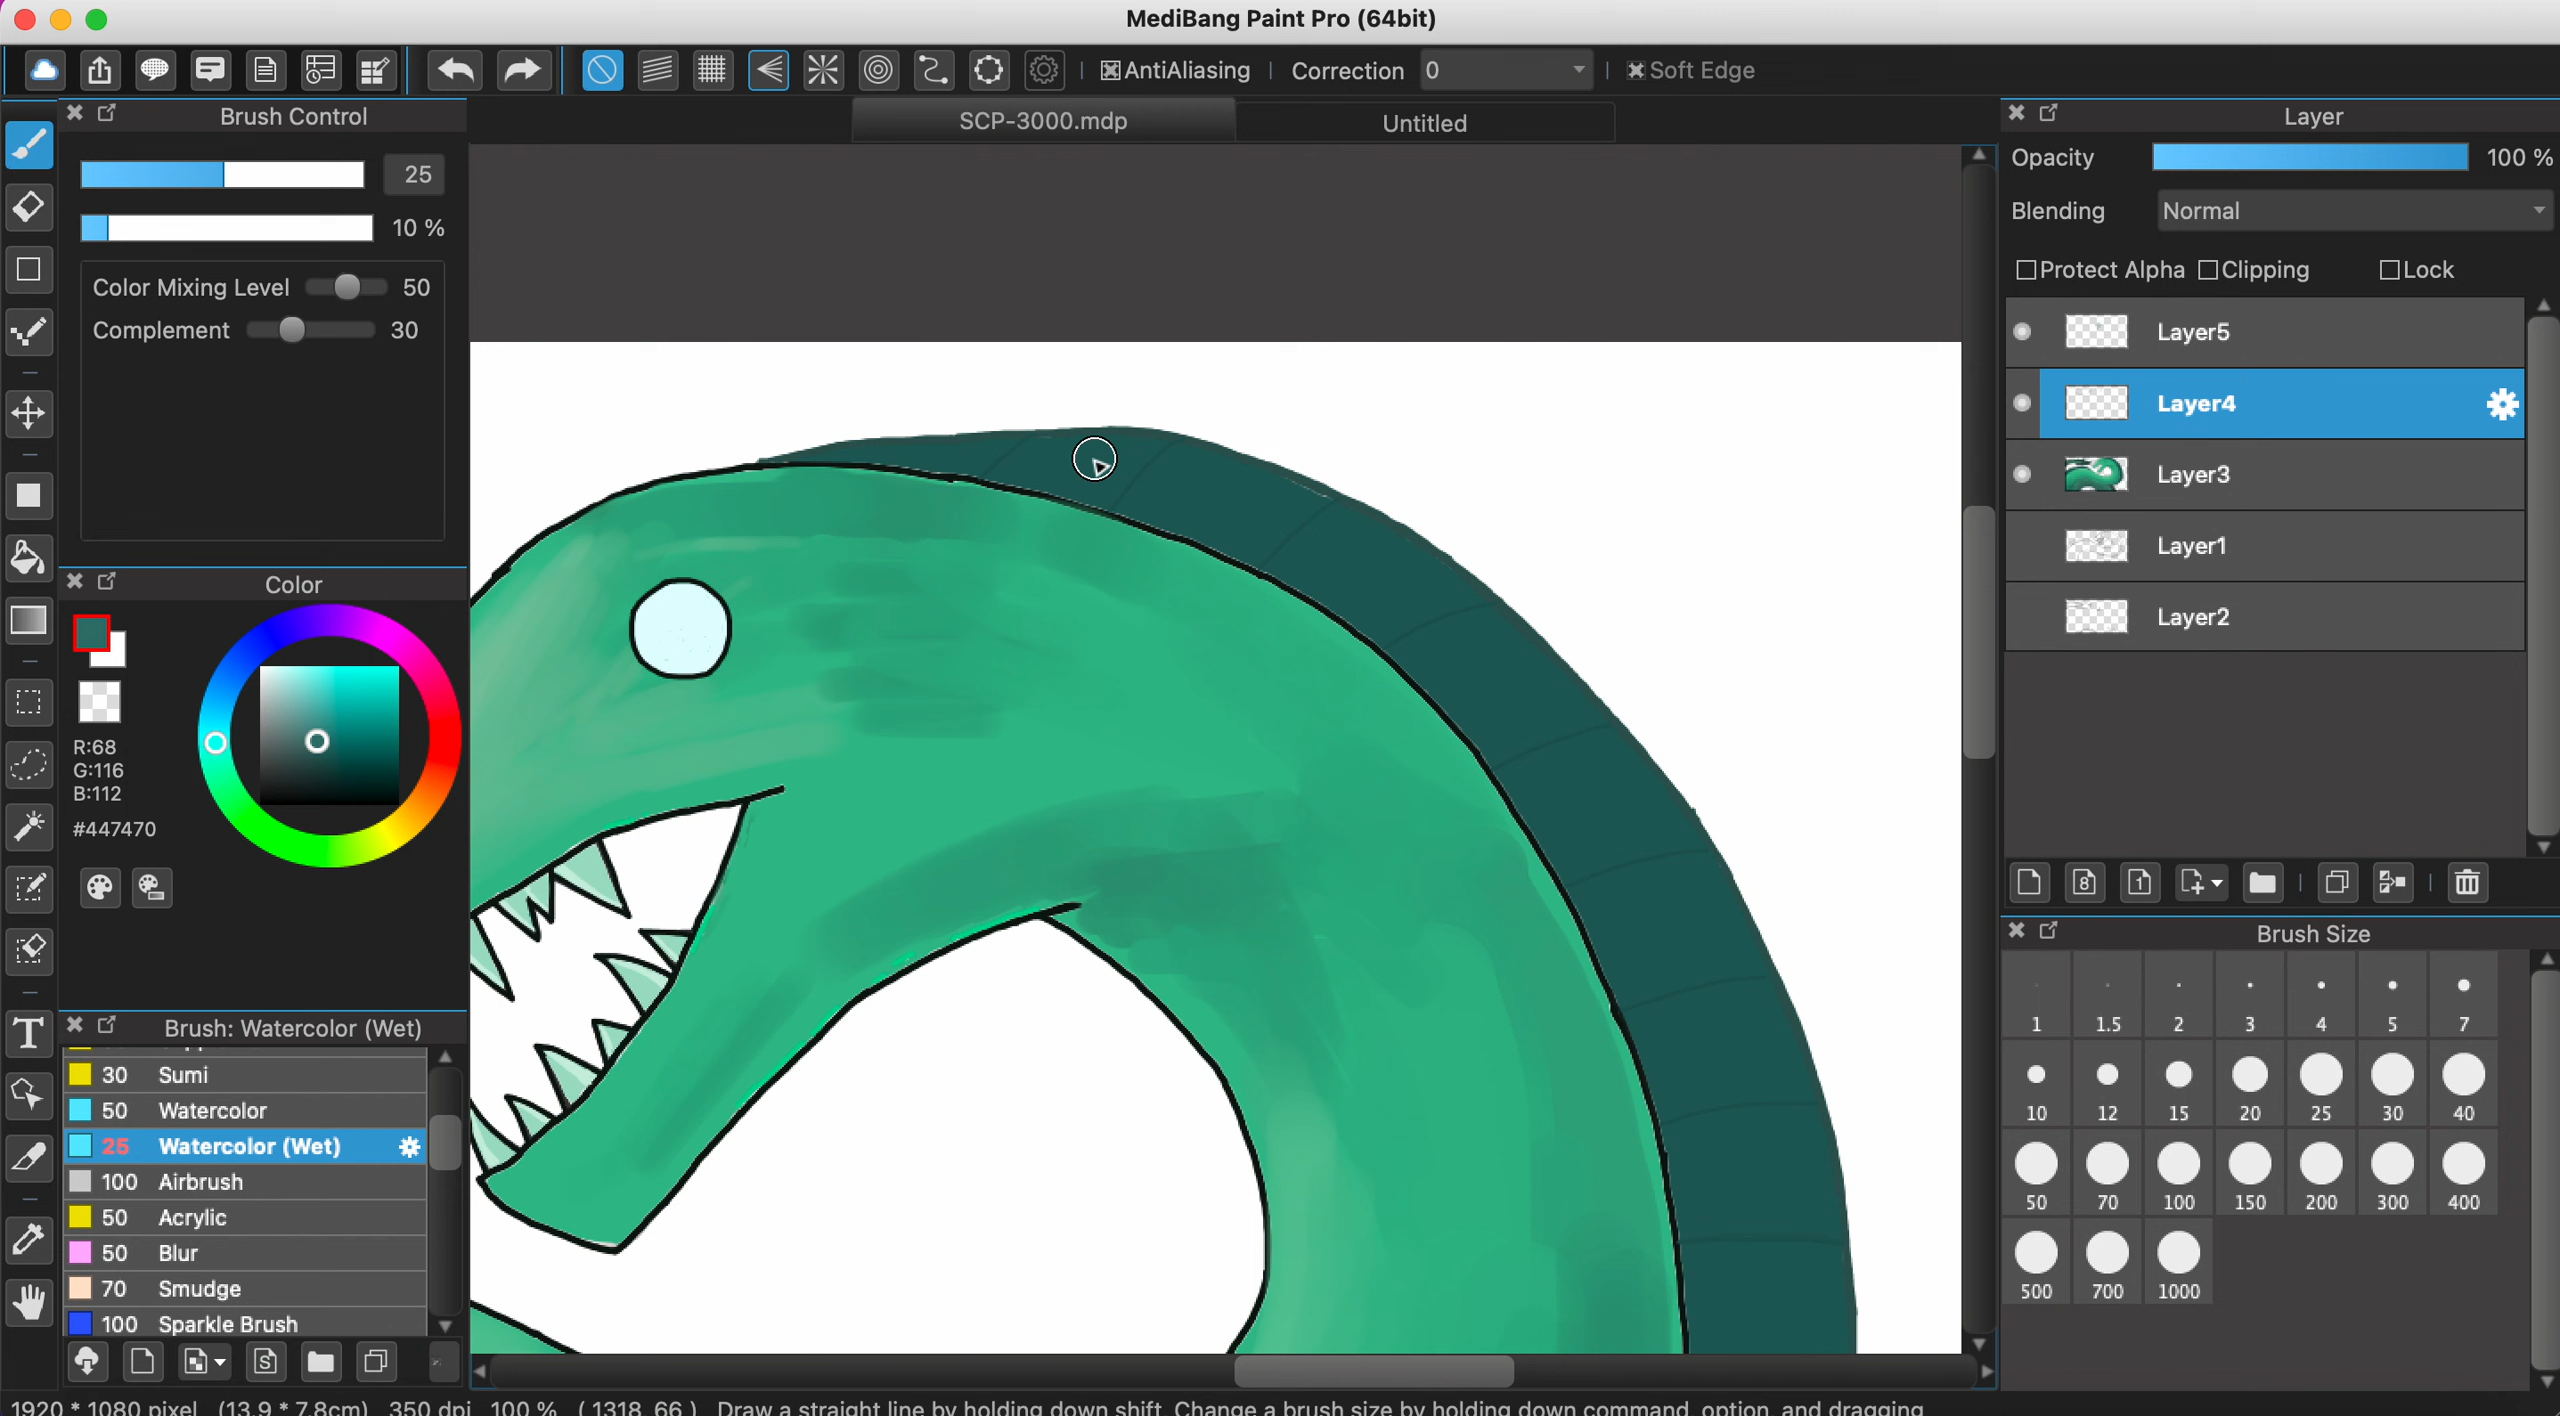 MediBang Paint Pro (64bit)
AntiAliasing
Correction 0
Soft Edge
Brush Control
SCP-3000.mdp
Untitled
Layer
25
10 %
Color Mixing Level 50
Complement 30
Opacity 100 %
Blending Normal
Protect Alpha Clipping Lock
Layer5
Layer4
Layer3
Layer1
Layer2
Color
R:68
G:116
B:112
#447470
8
1
Brush Size
1 1.5 2 3 4 5 7
10 12 15 20 25 30 40
50 70 100 150 200 300 400
500 700 1000
Brush: Watercolor (Wet)
30 Sumi
50 Watercolor
25 Watercolor (Wet)
100 Airbrush
50 Acrylic
50 Blur
70 Smudge
100 Sparkle Brush
T
S
1920 * 1080 pixel (13.9 * 7.8cm) 350 dpi 100 % ( 1318, 66 ) Draw a straight line by holding down shift, Change a brush size by holding down command, option, and dragging